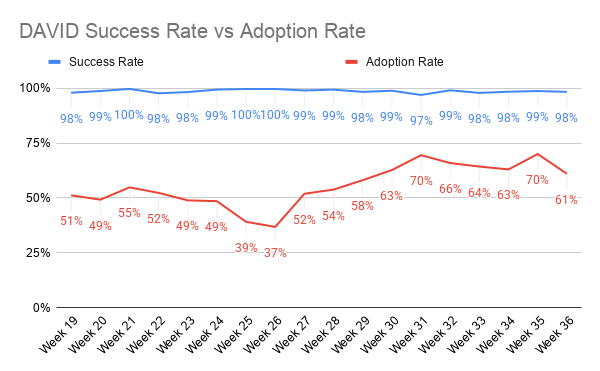 DAVID Success Rate vs Adoption Rate
Success Rate Adoption Rate
100%
98% 99% 100% 98% 98% 99% 100% 100% 99% 99% 98% 99% 97% 99% 98% 98% 99% 98%
75%
50%
51% 49% 55% 52% 49% 49% 39% 37% 52% 54% 58% 63% 70% 66% 64% 63% 70% 61%
25%
0%
Week 19 Week 20 Week 21 Week 22 Week 23 Week 24 Week 25 Week 26 Week 27 Week 28 Week 29 Week 30 Week 31 Week 32 Week 33 Week 34 Week 35 Week 36